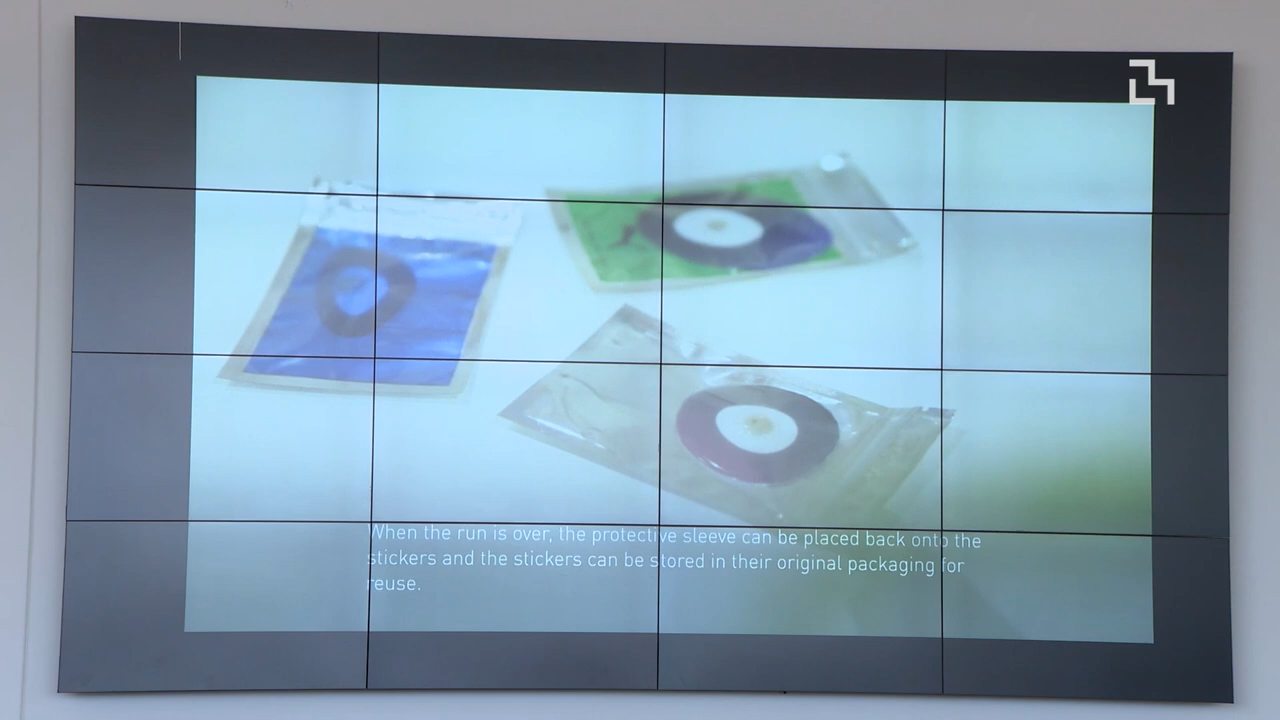 When the run is over, the protective sleeve can be placed back onto the
stickers and the stickers can be stored in their original packaging for
reuse.